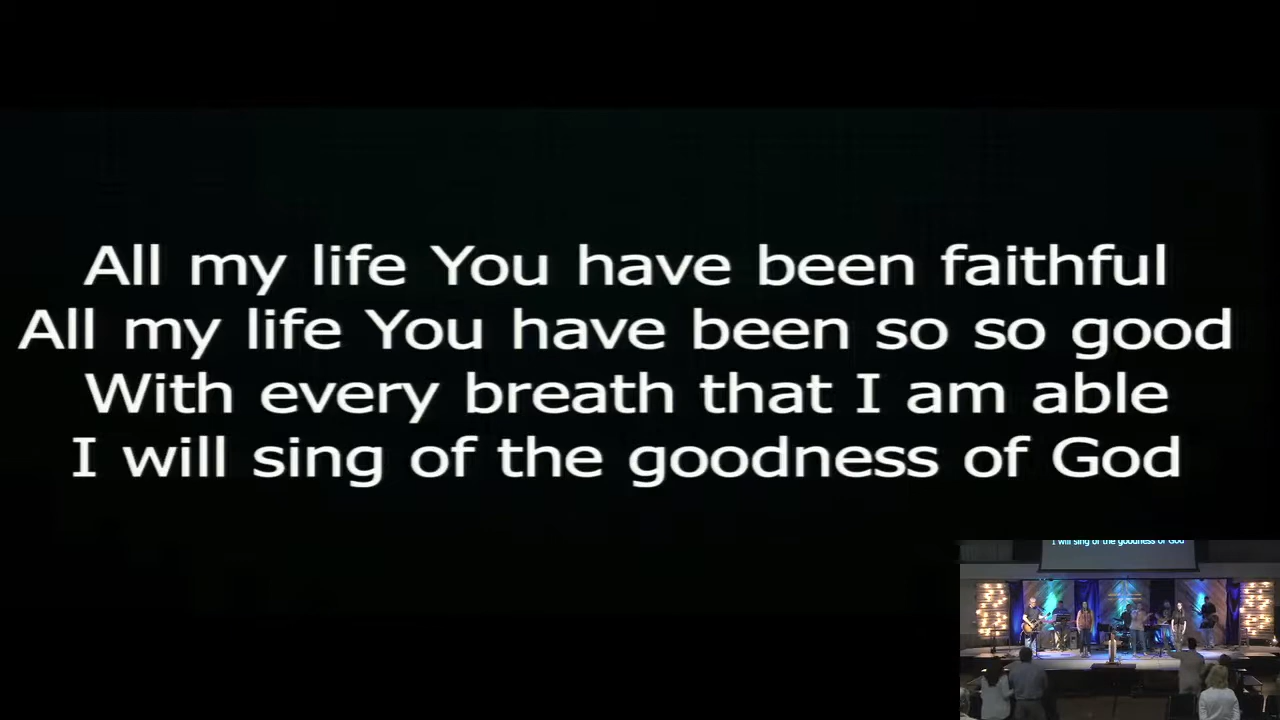 All my life You have been faithful
All my life You have been so so good
With every breath that I am able
I will sing of the goodness of God
I will sing of the goodness of God